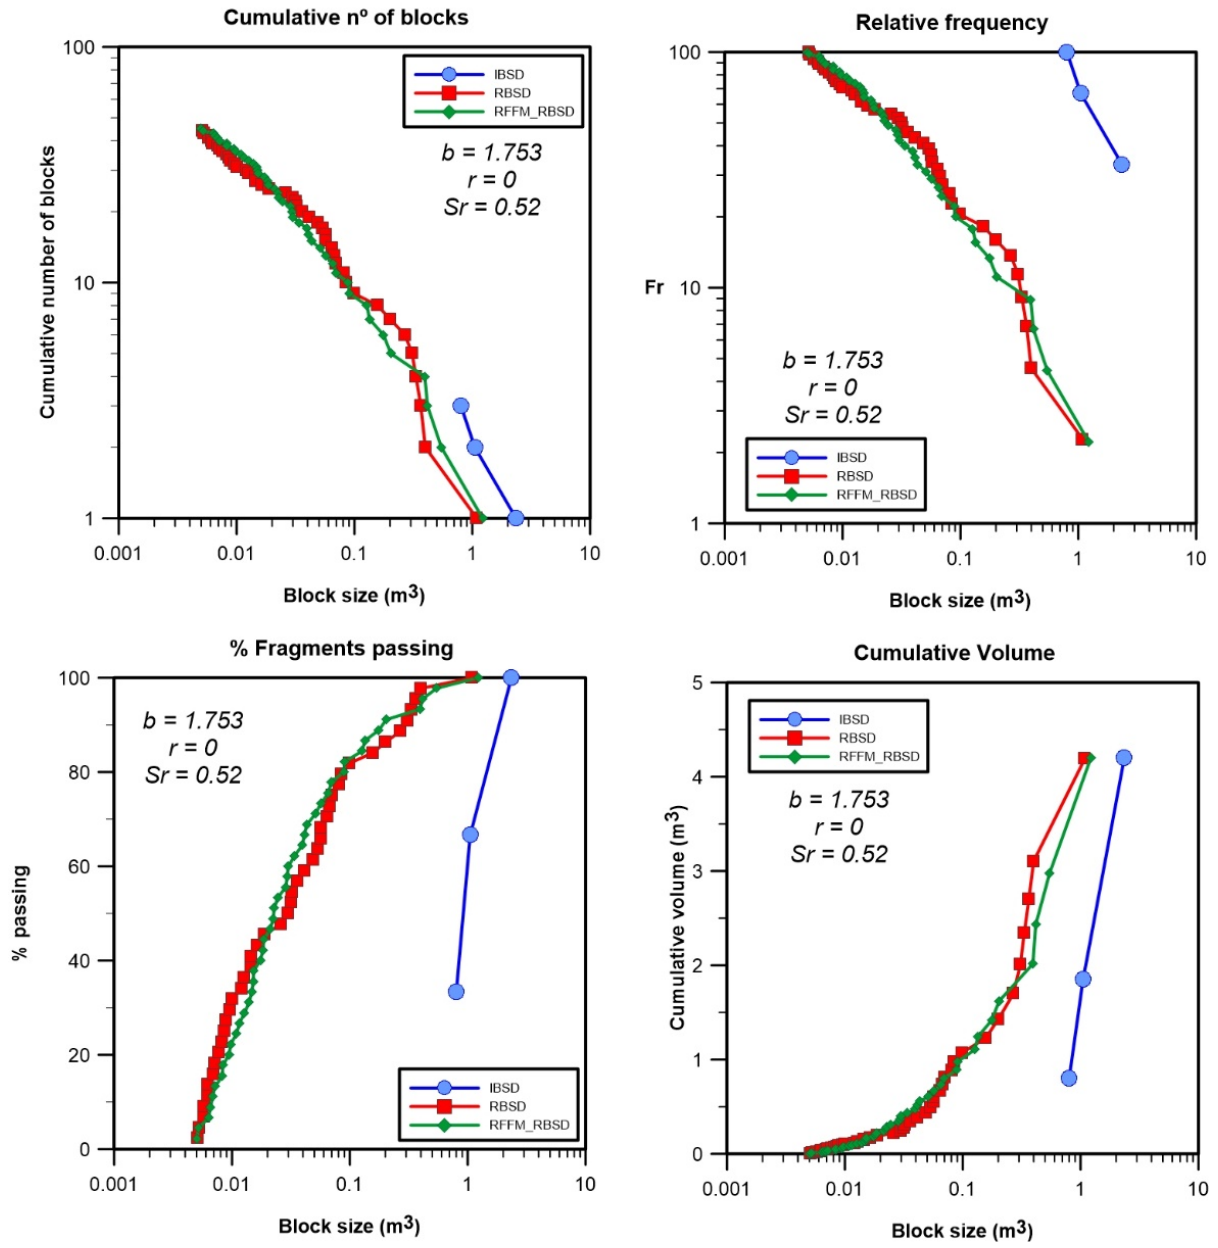 Cumulative nº of blocks
100
10
1
Cumulative number of blocks
IBSD
RBSD
RFFM_RBSD
b = 1.753
r = 0
Sr = 0.52
0.001 0.01 0.1 1 10
Block size (m³)
Relative frequency
100
10
1
Fr
b = 1.753
r = 0
Sr = 0.52
IBSD
RBSD
RFFM_RBSD
0.001 0.01 0.1 1 10
Block size (m³)
% Fragments passing
100
80
60
40
20
0
% passing
b = 1.753
r = 0
Sr = 0.52
IBSD
RBSD
RFFM_RBSD
0.001 0.01 0.1 1 10
Block size (m³)
Cumulative Volume
5
4
3
2
1
0
Cumulative volume (m³)
IBSD
RBSD
RFFM_RBSD
b = 1.753
r = 0
Sr = 0.52
0.001 0.01 0.1 1 10
Block size (m³)